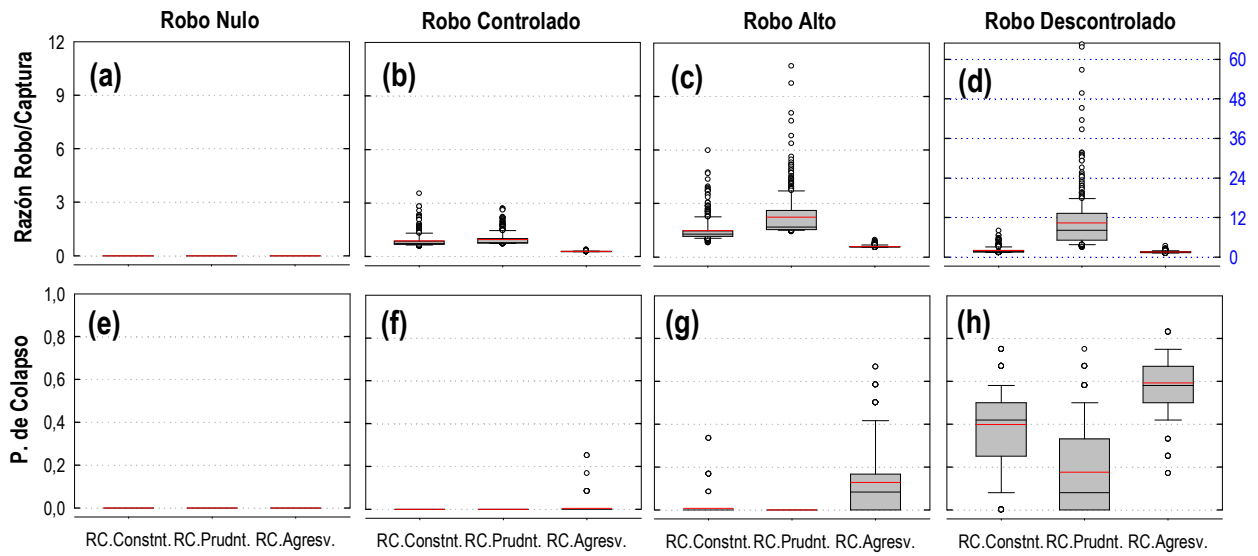 Robo Nulo
Robo Controlado
Robo Alto
Robo Descontrolado
Razón Robo/Captura
12
9
6
3
0
(a)
(b)
(c)
(d)
60
48
36
24
12
0
P. de Colapso
1,0
0,8
0,6
0,4
0,2
0,0
(e)
(f)
(g)
(h)
RC.Constnt. RC.Prudnt. RC.Agresv.
RC.Constnt. RC.Prudnt. RC.Agresv.
RC.Constnt. RC.Prudnt. RC.Agresv.
RC.Constnt. RC.Prudnt. RC.Agresv.